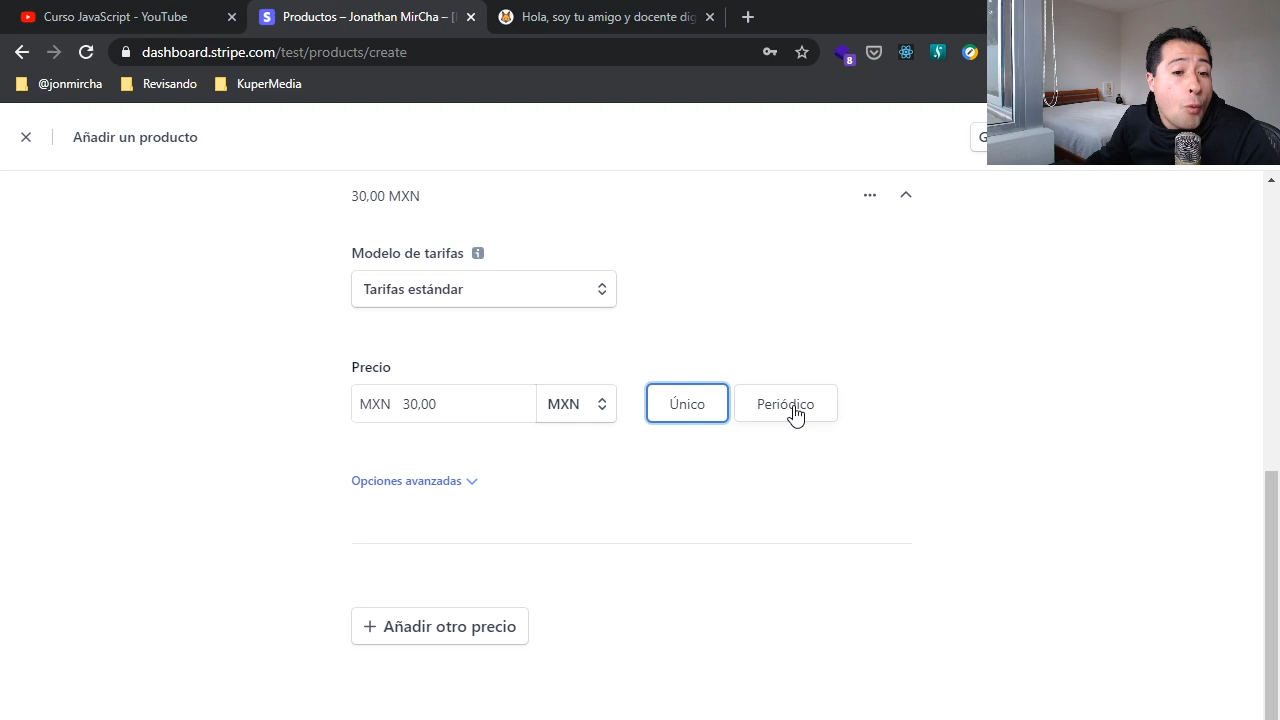 Curso JavaScript - YouTube
Productos – Jonathan MirCha –
Hola, soy tu amigo y docente dig
dashboard.stripe.com/test/products/create
8
@jonmircha
Revisando
KuperMedia
Añadir un producto
G
30,00 MXN
Modelo de tarifas
Tarifas estándar
Precio
MXN 30,00
MXN
Único
Periódico
Opciones avanzadas
+ Añadir otro precio